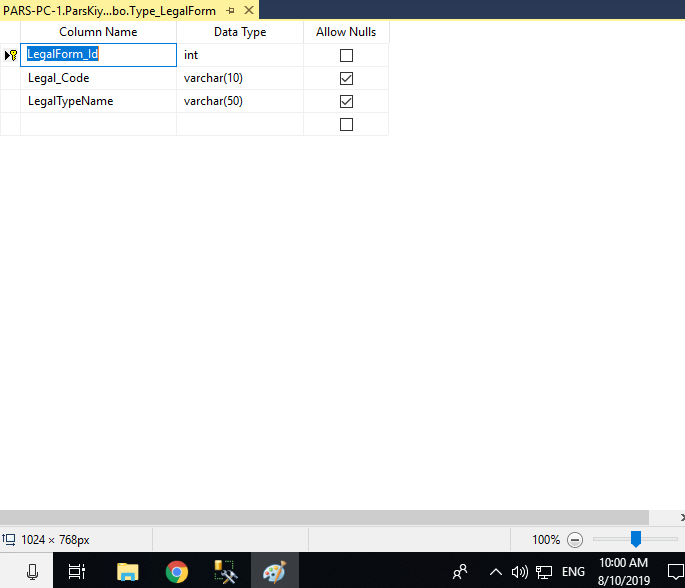 PARS-PC-1.ParsKiy...bo.Type_LegalForm
Column Name Data Type Allow Nulls
LegalForm_Id int
Legal_Code varchar(10)
LegalTypeName varchar(50)
1024 × 768px 100%
ENG 10:00 AM
8/10/2019